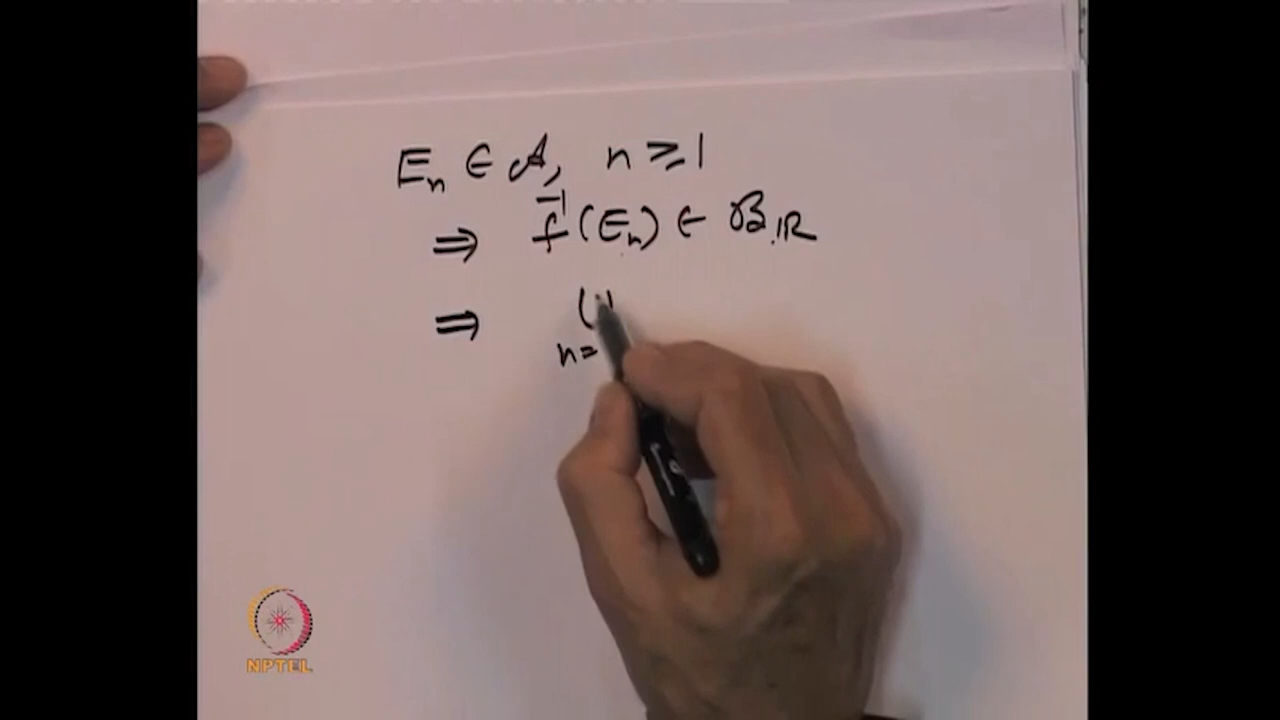 Eₙ ∈ 𝒜, n ≥ 1
⇒ f⁻¹(Eₙ) ∈ ℬ_ℝ
⇒ ⋃
n=
NPTEL